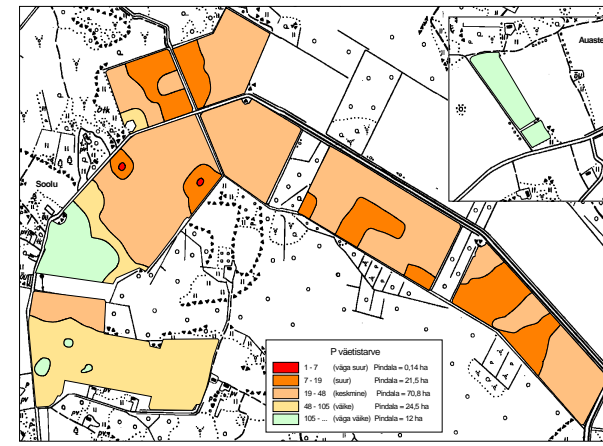 Auaste
Soolu
P väetistarve
1 - 7 (väga suur) Pindala = 0,14 ha
7 - 19 (suur) Pindala = 21,5 ha
19 - 48 (keskmine) Pindala = 70,8 ha
48 - 105 (väike) Pindala = 24,5 ha
105 - ... (väga väike) Pindala = 12 ha